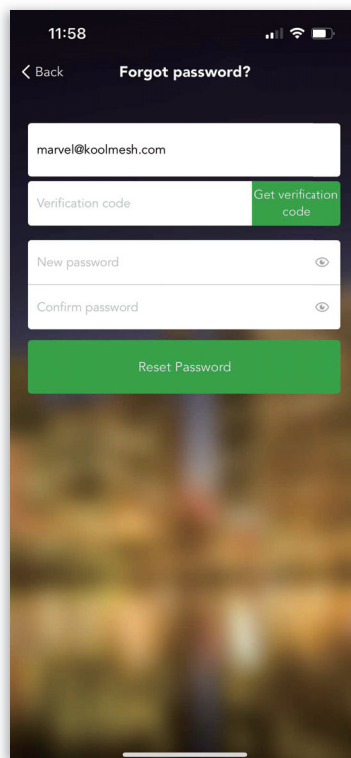 11:58
Back
Forgot password?
marvel@koolmesh.com
Verification code
Get verification
code
New password
Confirm password
Reset Password